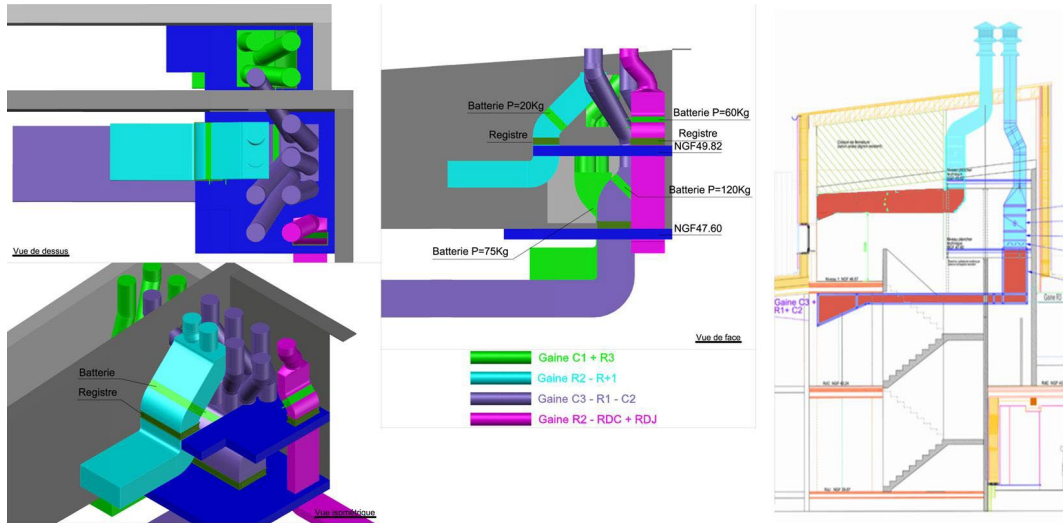 Vue de dessus
Batterie
Registre
Vue isométrique
Batterie P=20Kg
Registre
Batterie P=60Kg
Registre
NGF49.82
Batterie P=120Kg
NGF47.60
Batterie P=75Kg
Vue de face
Gaine C1 + R3
Gaine R2 - R+1
Gaine C3 - R1 - C2
Gaine R2 - RDC + RDJ
Gaine C3 +
R1+ C2
Gaine R3